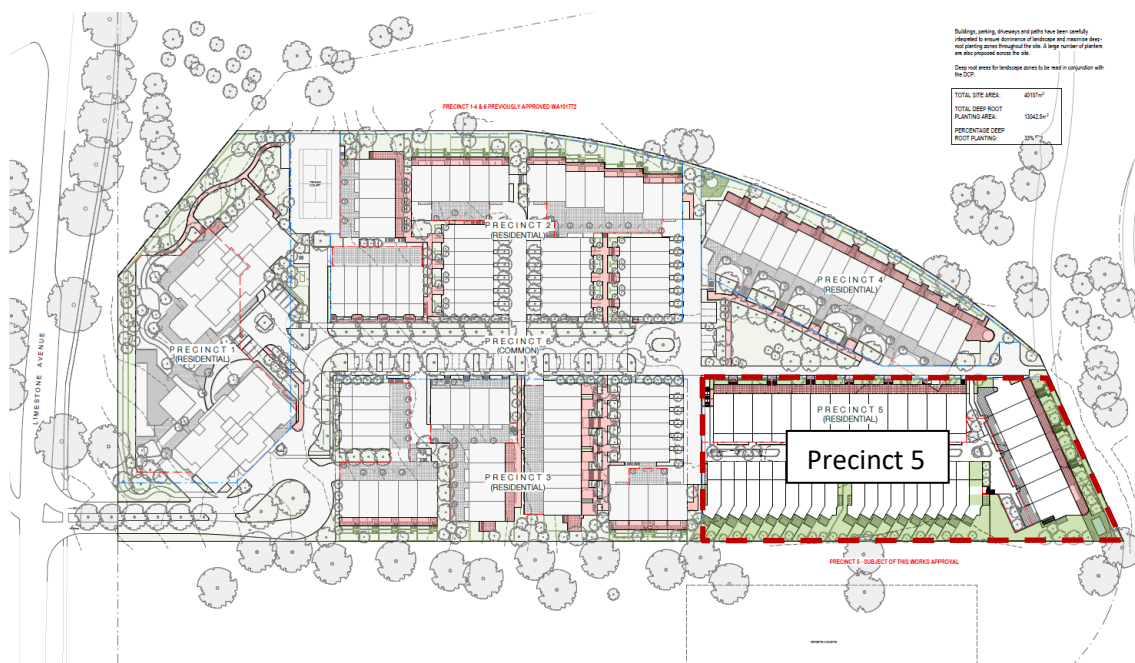 Buildings, parking, driveways and paths have been carefully
integrated to ensure dominance of landscape and maximise deep-
root planting zones throughout the site. A large number of planters
are also proposed across the site.
Deep root areas for landscape zones to be read in conjunction with
the DCP.
TOTAL SITE AREA: 40107m²
TOTAL DEEP ROOT
PLANTING AREA: 13042.5m²
PERCENTAGE DEEP
ROOT PLANTING: 33%
PRECINCT 1-4 & 6 PREVIOUSLY APPROVED WA101772
TENNIS
COURT
PRECINCT 2
(RESIDENTIAL)
PRECINCT 4
(RESIDENTIAL)
LIMESTONE AVENUE
PRECINCT 1
(RESIDENTIAL)
PRECINCT 6
(COMMON)
PRECINCT 5
(RESIDENTIAL)
Precinct 5
PRECINCT 3
(RESIDENTIAL)
PRECINCT 5 - SUBJECT OF THIS WORKS APPROVAL
SPORTS COURTS